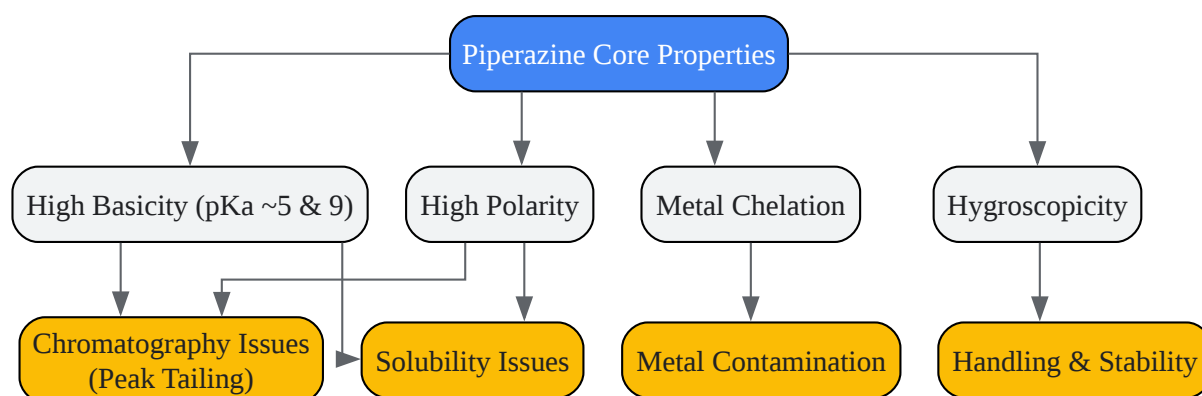 Piperazine Core Properties
High Basicity (pKa ~5 & 9)
High Polarity
Metal Chelation
Hygroscopicity
Chromatography Issues
(Peak Tailing)
Solubility Issues
Metal Contamination
Handling & Stability